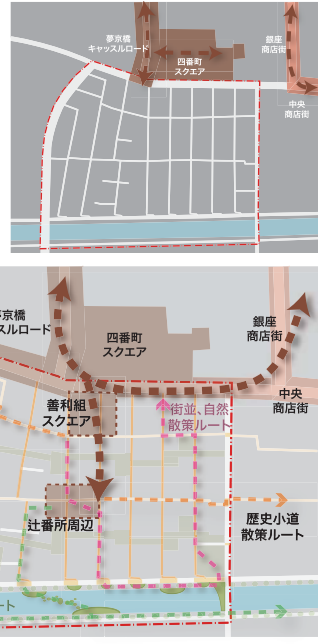 夢京橋
キャッスルロード
四番町
スクエア
銀座
商店街
中央
商店街
京橋
スルロード
四番町
スクエア
銀座
商店街
中央
商店街
善利組
スクエア
街並、自然
散策ルート
辻番所周辺
歴史小道
散策ルート
ート